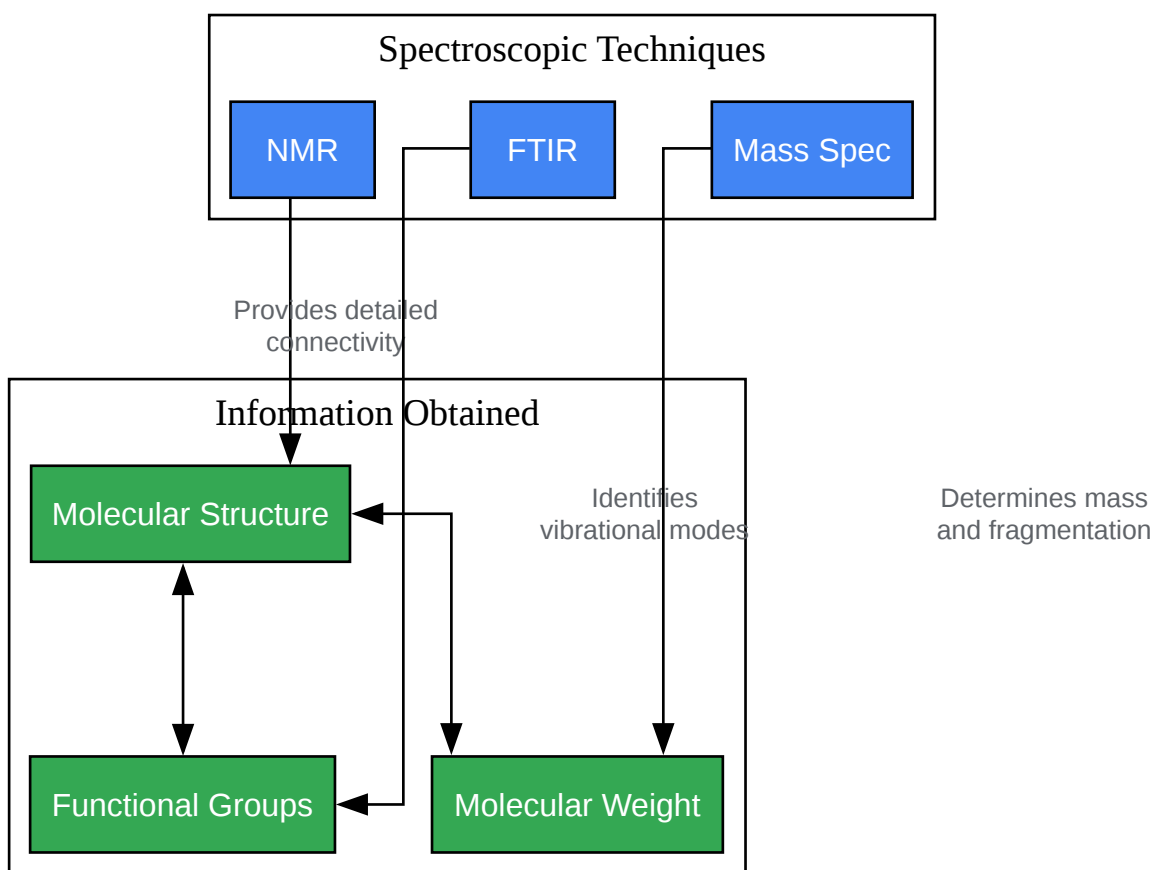 Spectroscopic Techniques
NMR
FTIR
Mass Spec
Provides detailed
connectivity
Information Obtained
Molecular Structure
Identifies
vibrational modes
Determines mass
and fragmentation
Functional Groups
Molecular Weight